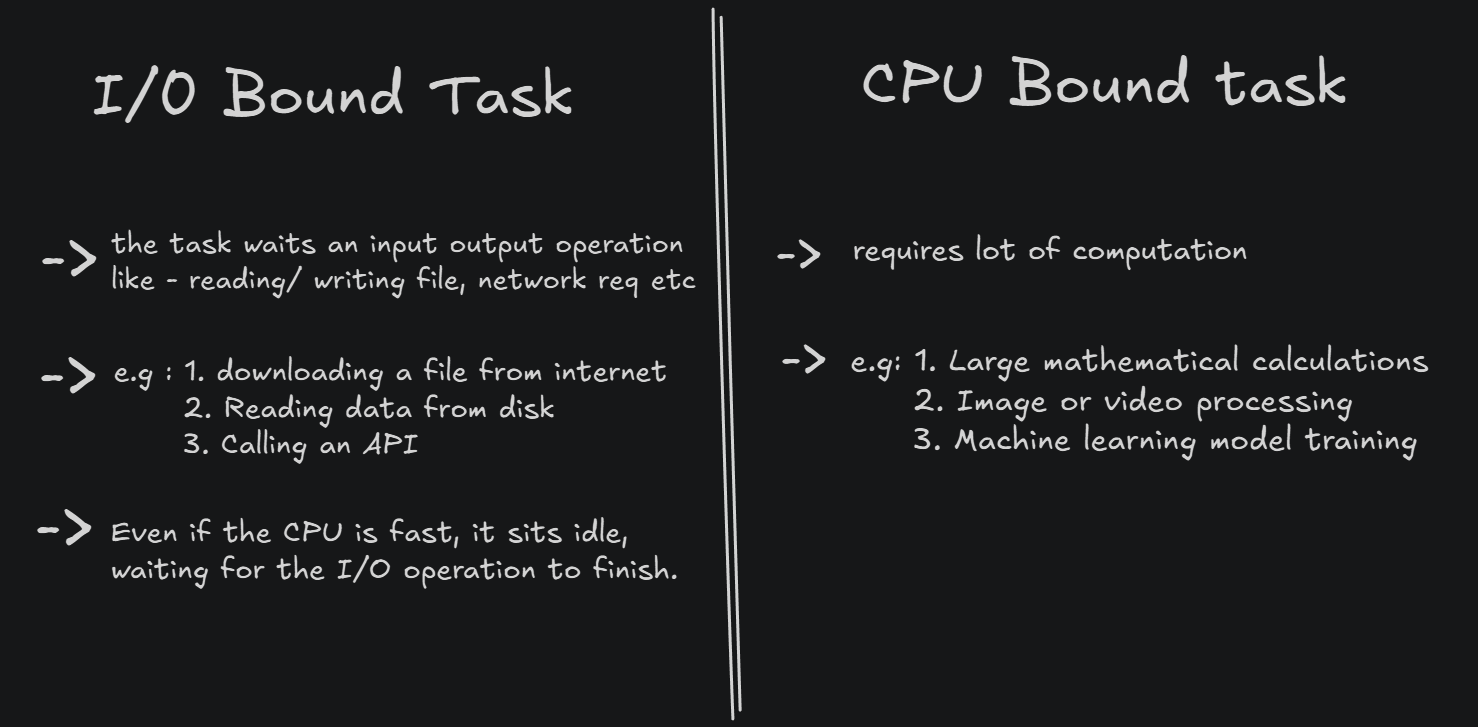 I/O Bound Task
-> the task waits an input output operation
like - reading/ writing file, network req etc
-> e.g : 1. downloading a file from internet
2. Reading data from disk
3. Calling an API
-> Even if the CPU is fast, it sits idle,
waiting for the I/O operation to finish.
CPU Bound task
-> requires lot of computation
-> e.g: 1. Large mathematical calculations
2. Image or video processing
3. Machine learning model training